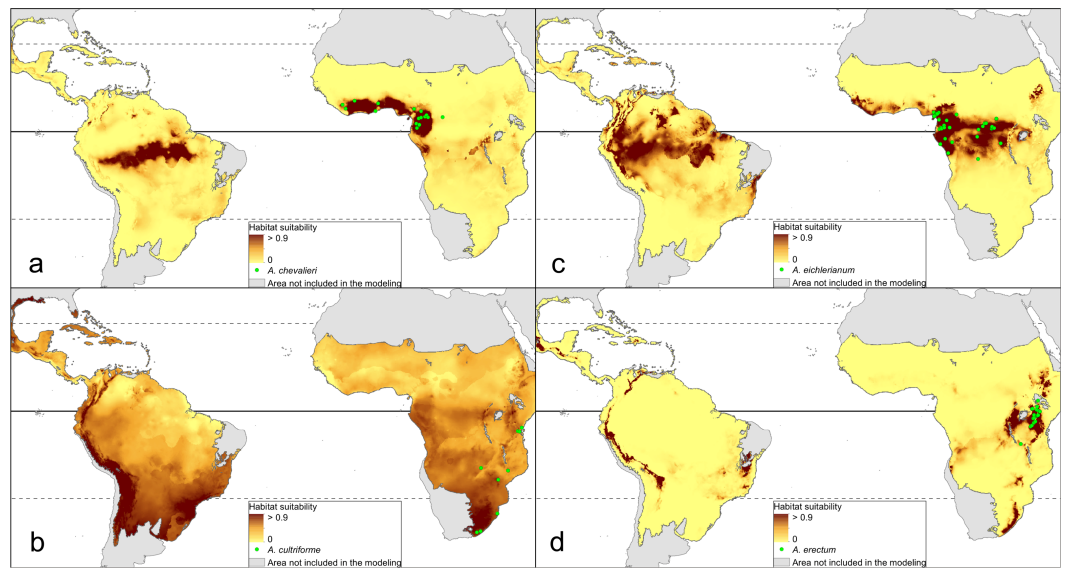 a
Habitat suitability
> 0.9
0
A. chevalieri
Area not included in the modeling
c
Habitat suitability
> 0.9
0
A. eichlerianum
Area not included in the modeling
b
Habitat suitability
> 0.9
0
A. cultriforme
Area not included in the modeling
d
Habitat suitability
> 0.9
0
A. erectum
Area not included in the modeling